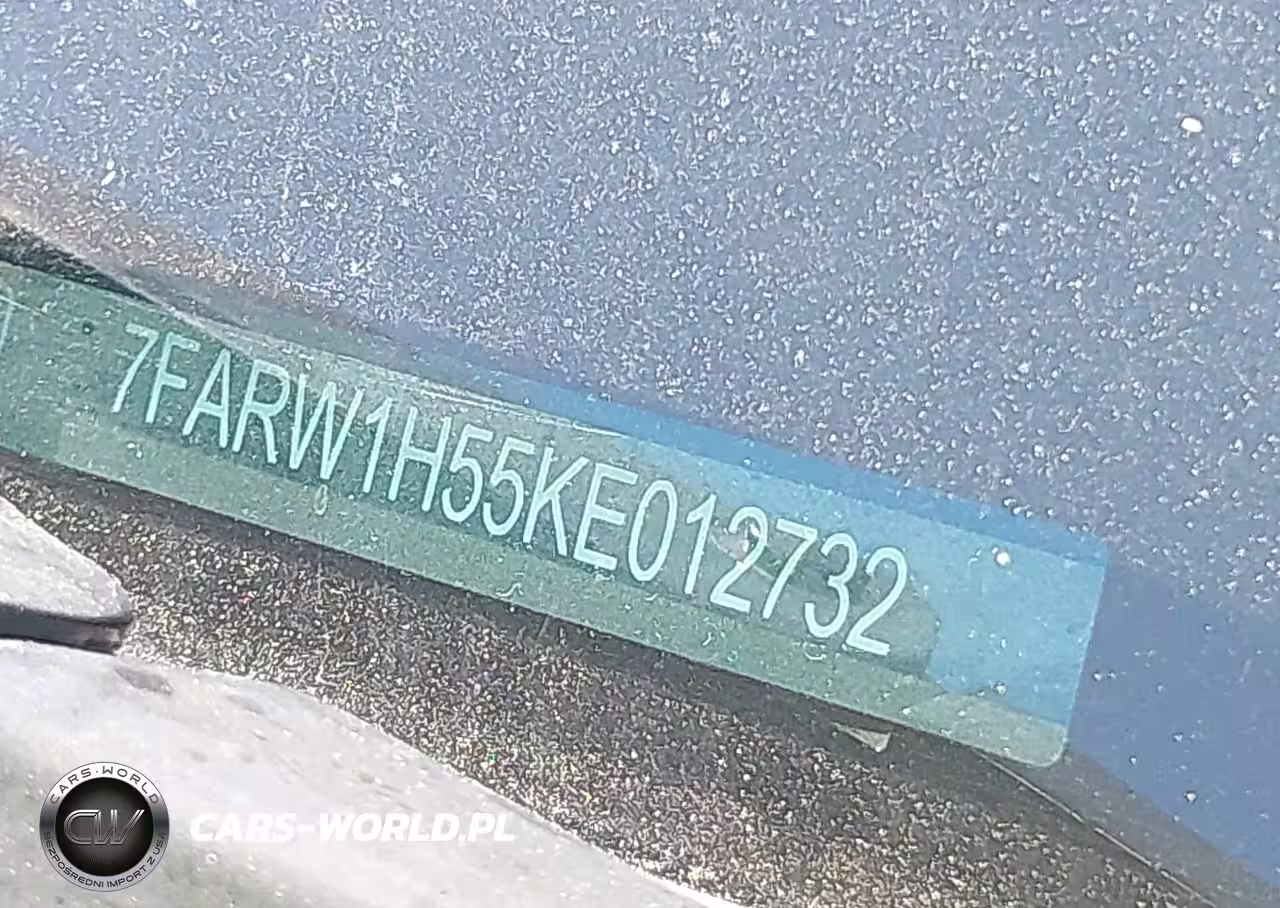 7FARW1H55KE012732
CARS·WORLD
CW
BEZPOŚREDNI IMPORT Z USA
CARS-WORLD.PL